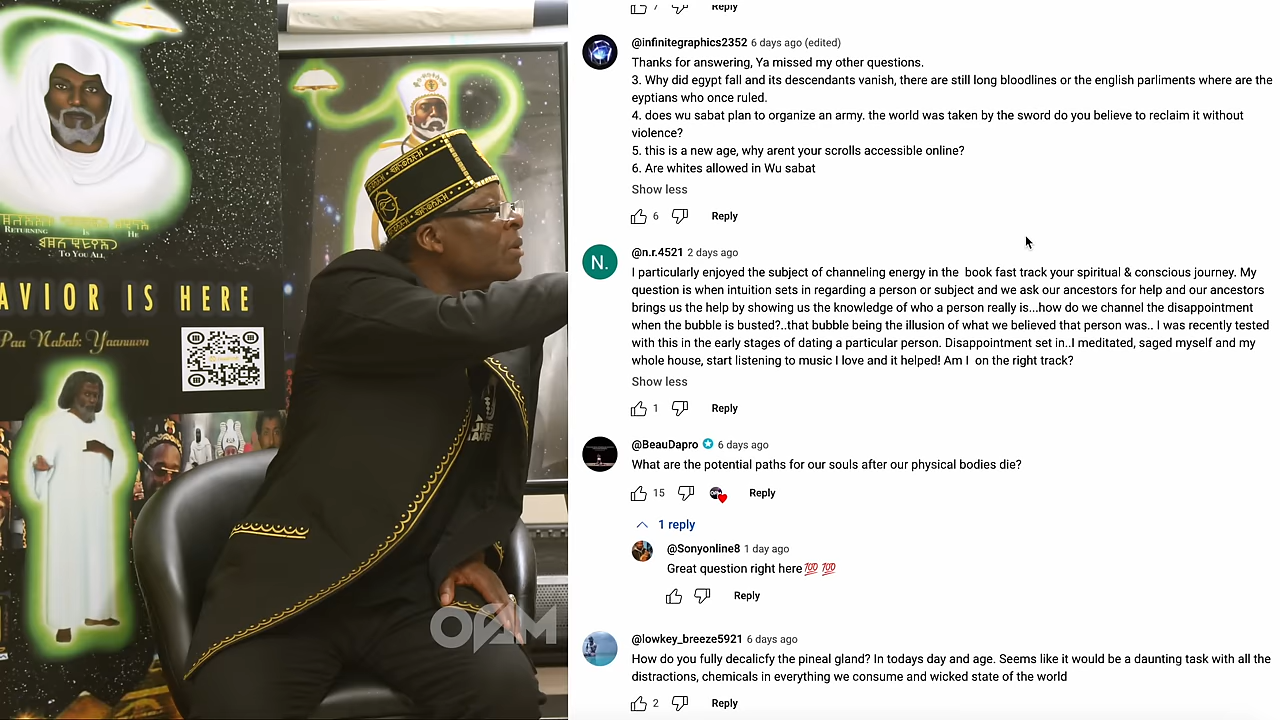 RETURNING IS HE
TO YOU ALL
AVIOR IS HERE
Paa Nabab: Yaanuwn
OGM
7
Reply
@infinitegraphics2352 6 days ago (edited)
Thanks for answering, Ya missed my other questions.
3. Why did egypt fall and its descendants vanish, there are still long bloodlines or the english parliments where are the
eyptians who once ruled.
4. does wu sabat plan to organize an army. the world was taken by the sword do you believe to reclaim it without
violence?
5. this is a new age, why arent your scrolls accessible online?
6. Are whites allowed in Wu sabat
Show less
6
Reply
N.
@n.r.4521 2 days ago
I particularly enjoyed the subject of channeling energy in the book fast track your spiritual & conscious journey. My
question is when intuition sets in regarding a person or subject and we ask our ancestors for help and our ancestors
brings us the help by showing us the knowledge of who a person really is...how do we channel the disappointment
when the bubble is busted?..that bubble being the illusion of what we believed that person was.. I was recently tested
with this in the early stages of dating a particular person. Disappointment set in..I meditated, saged myself and my
whole house, start listening to music I love and it helped! Am I on the right track?
Show less
1
Reply
@BeauDapro 6 days ago
What are the potential paths for our souls after our physical bodies die?
15
Reply
1 reply
@Sonyonline8 1 day ago
Great question right here💯 💯
Reply
@lowkey_breeze5921 6 days ago
How do you fully decalicfy the pineal gland? In todays day and age. Seems like it would be a daunting task with all the
distractions, chemicals in everything we consume and wicked state of the world
2
Reply